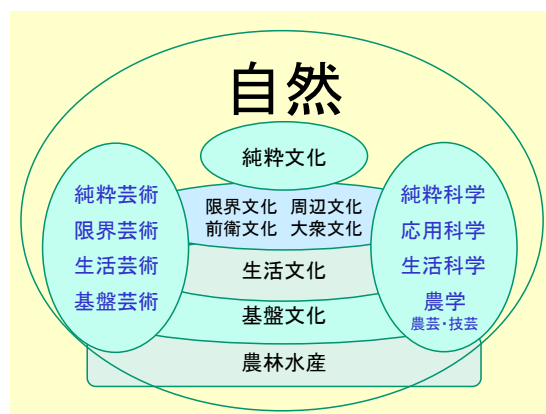 自然
純粋文化
純粋芸術
限界芸術
生活芸術
基盤芸術
限界文化 周辺文化
前衛文化 大衆文化
生活文化
基盤文化
農林水産
純粋科学
応用科学
生活科学
農学
農芸・技芸